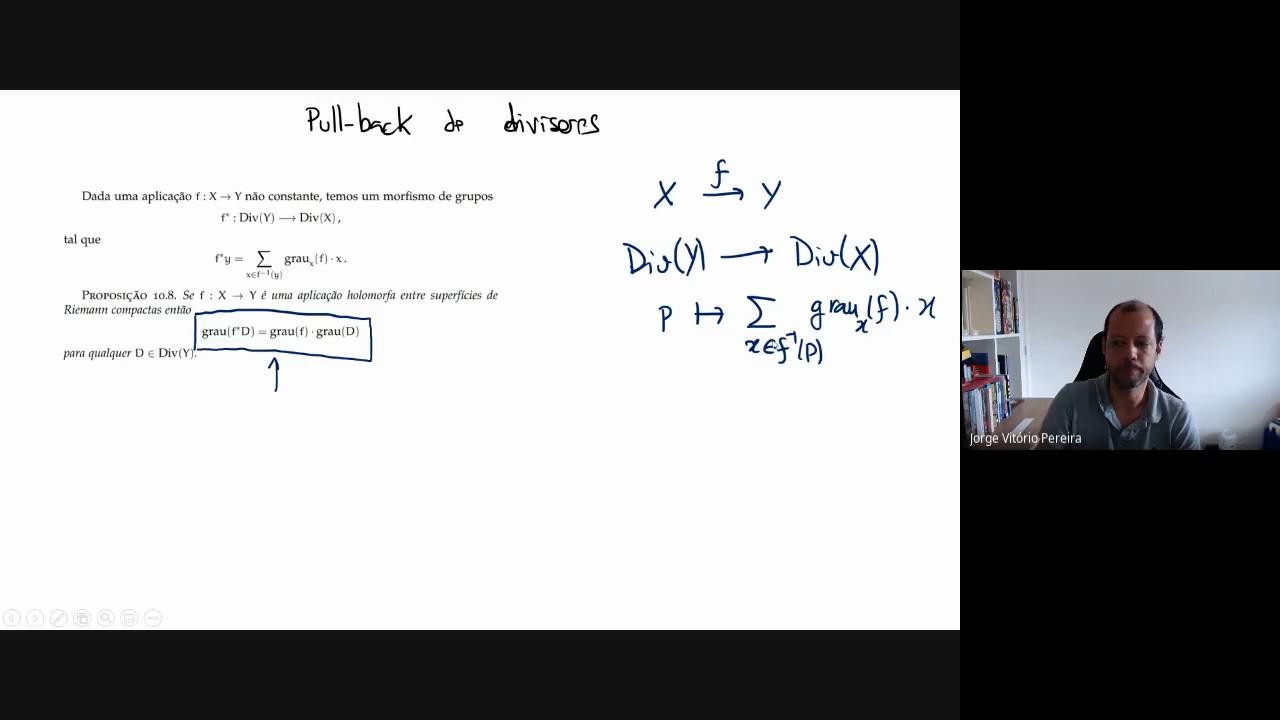 Pull-back de divisores
Dada uma aplicação f : X → Y não constante, temos um morfismo de grupos
f* : Div(Y) ⟶ Div(X),
tal que
f*y = ∑ grau_x(f) · x.
x∈f⁻¹(y)
Proposição 10.8. Se f : X → Y é uma aplicação holomorfa entre superfícies de
Riemann compactas então
grau(f*D) = grau(f) · grau(D)
para qualquer D ∈ Div(Y).
X f→ Y
Div(Y) ⟶ Div(X)
P ↦ ∑ grau_x(f) · x
x∈f⁻¹(P)
Jorge Vitório Pereira